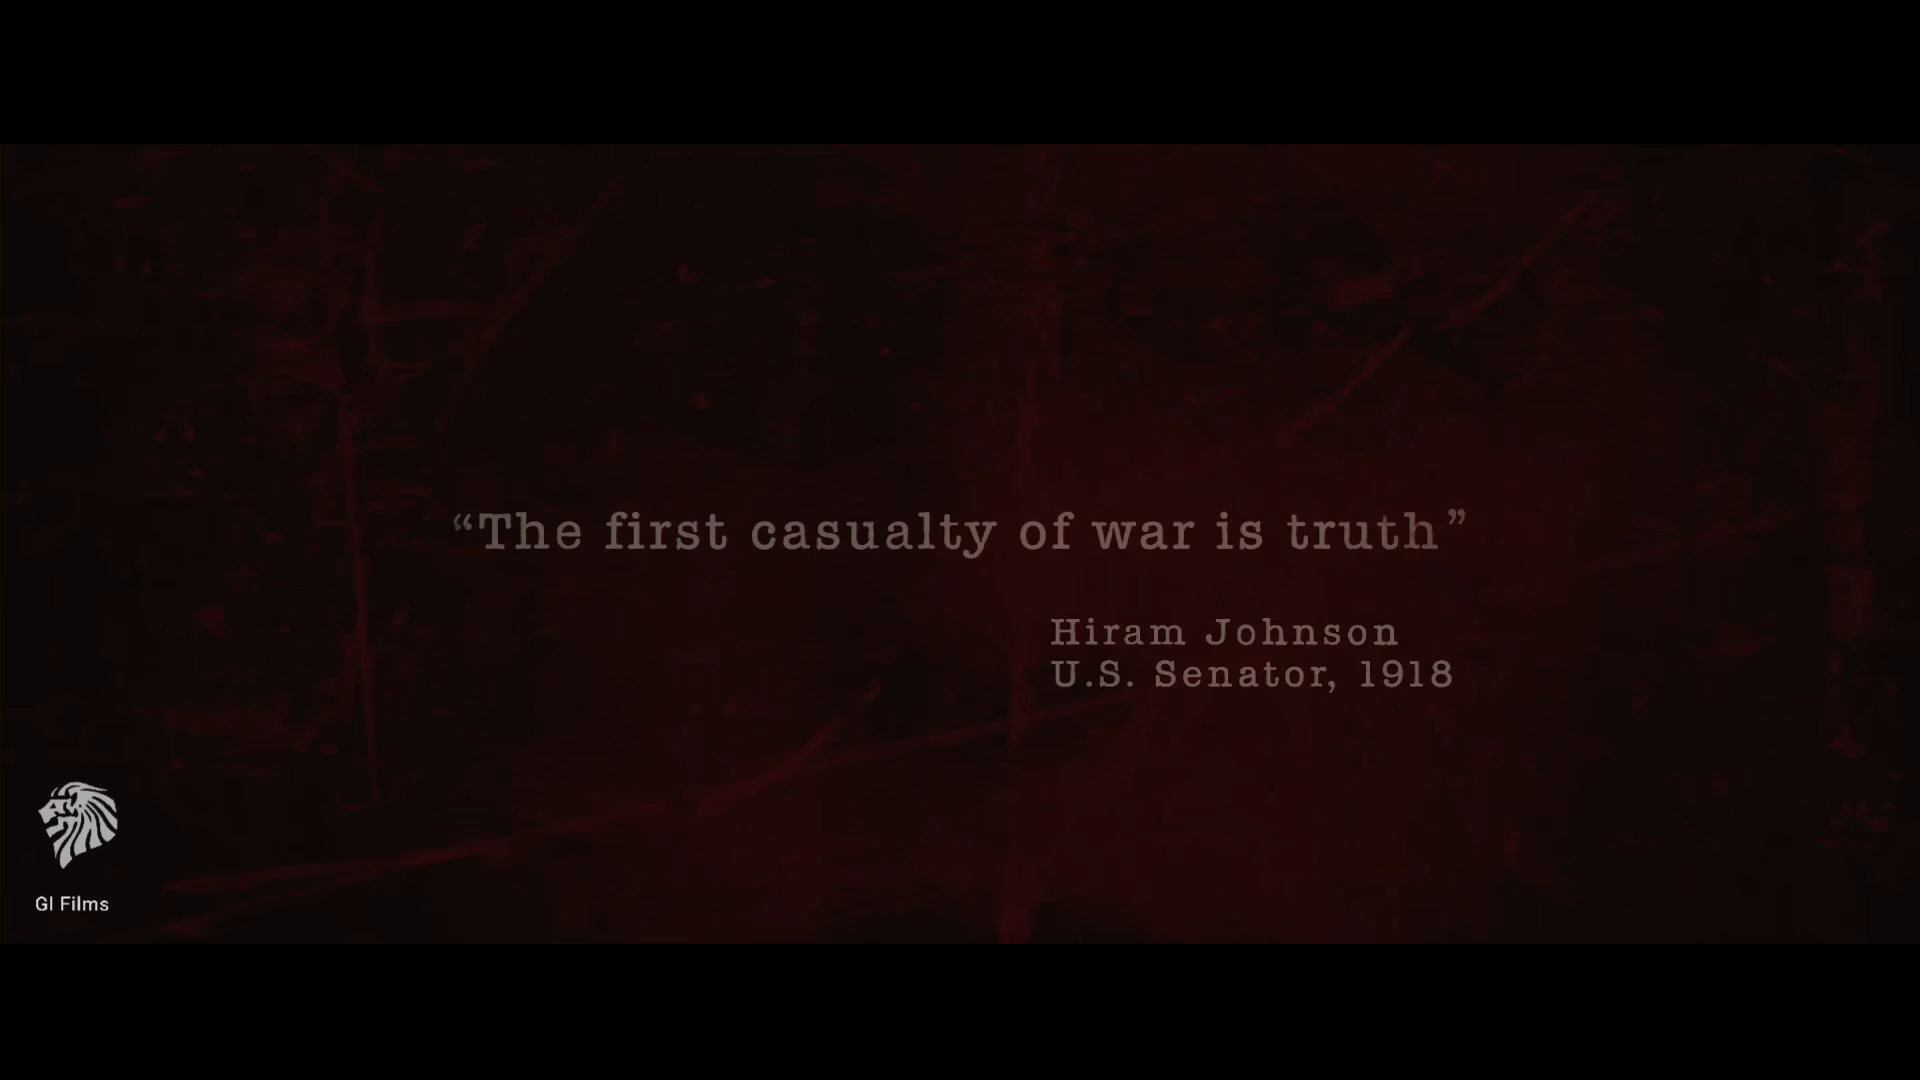 “The first casualty of war is truth”
Hiram Johnson
U.S. Senator, 1918
GI Films